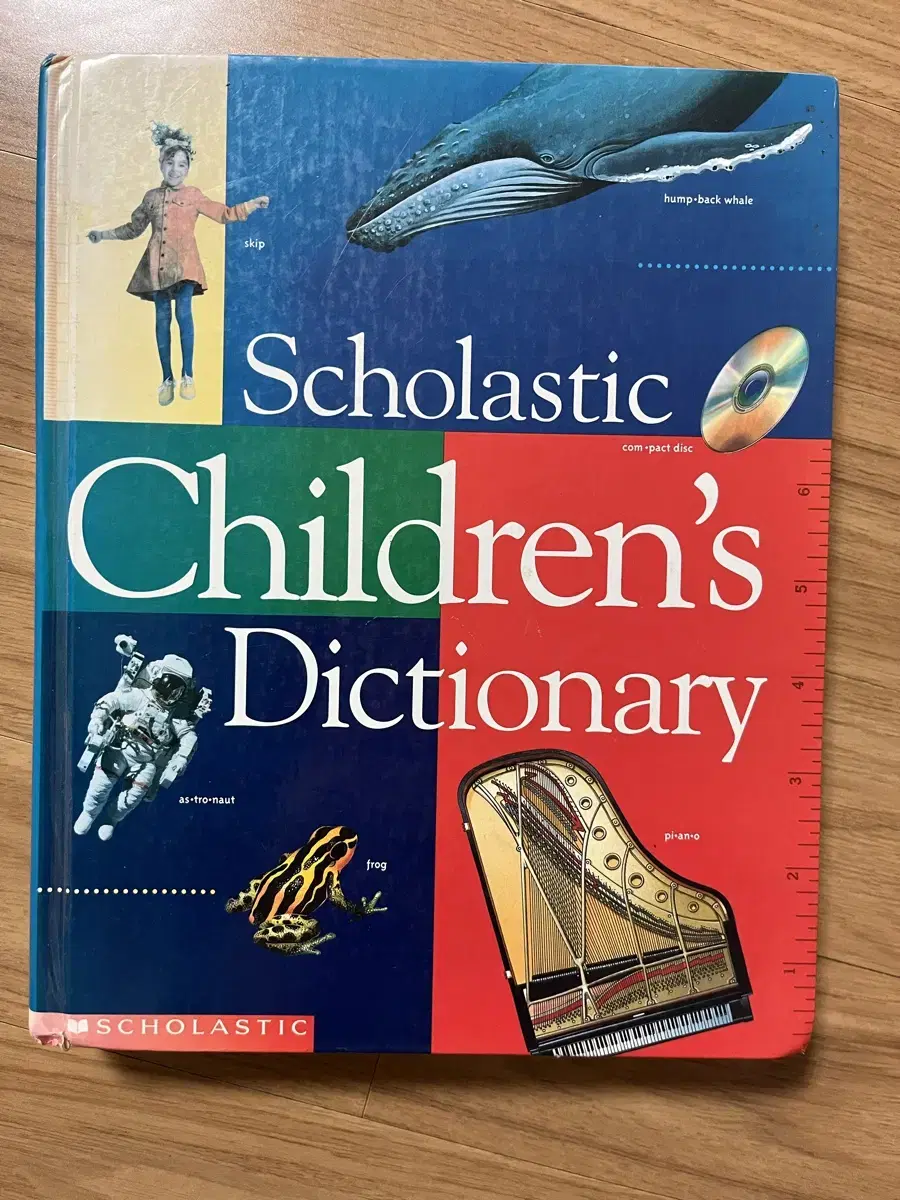 hump•back whale
skip
Scholastic
com•pact disc
Children's
Dictionary
as•tro•naut
frog
pi•an•o
6
5
4
3
2
1
SCHOLASTIC